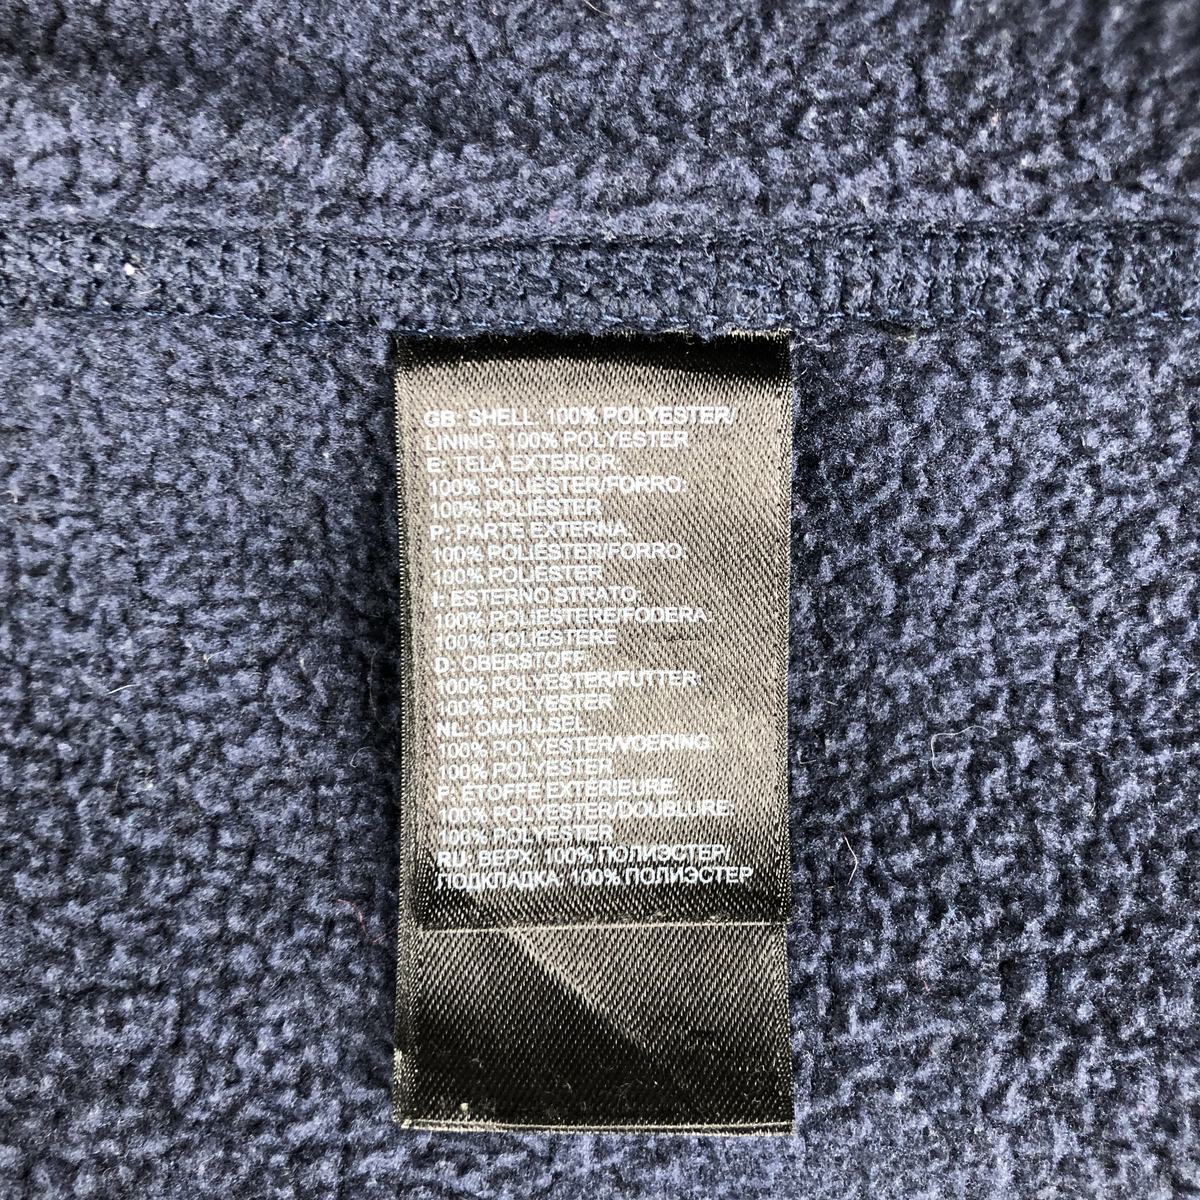 GB: SHELL. 100% POLYESTER/
LINING: 100% POLYESTER
E: TELA EXTERIOR:
100% POLIÉSTER/FORRO:
100% POLIÉSTER
P: PARTE EXTERNA.
100% POLIÉSTER/FORRO:
100% POLIÉSTER
I: ESTERNO STRATO:
100% POLIESTERE/FODERA.
100% POLIESTERE
D: OBERSTOFF:
100% POLYESTER/FUTTER:
100% POLYESTER
NL: OMHULSEL:
100% POLYESTER/VOERING
100% POLYESTER
F: ÉTOFFE EXTERIEURE
100% POLYESTER/DOUBLURE
100% POLYESTER
RU: ВЕРХ: 100% ПОЛИЭСТЕР/
ПОДКЛАДКА: 100% ПОЛИЭСТЕР